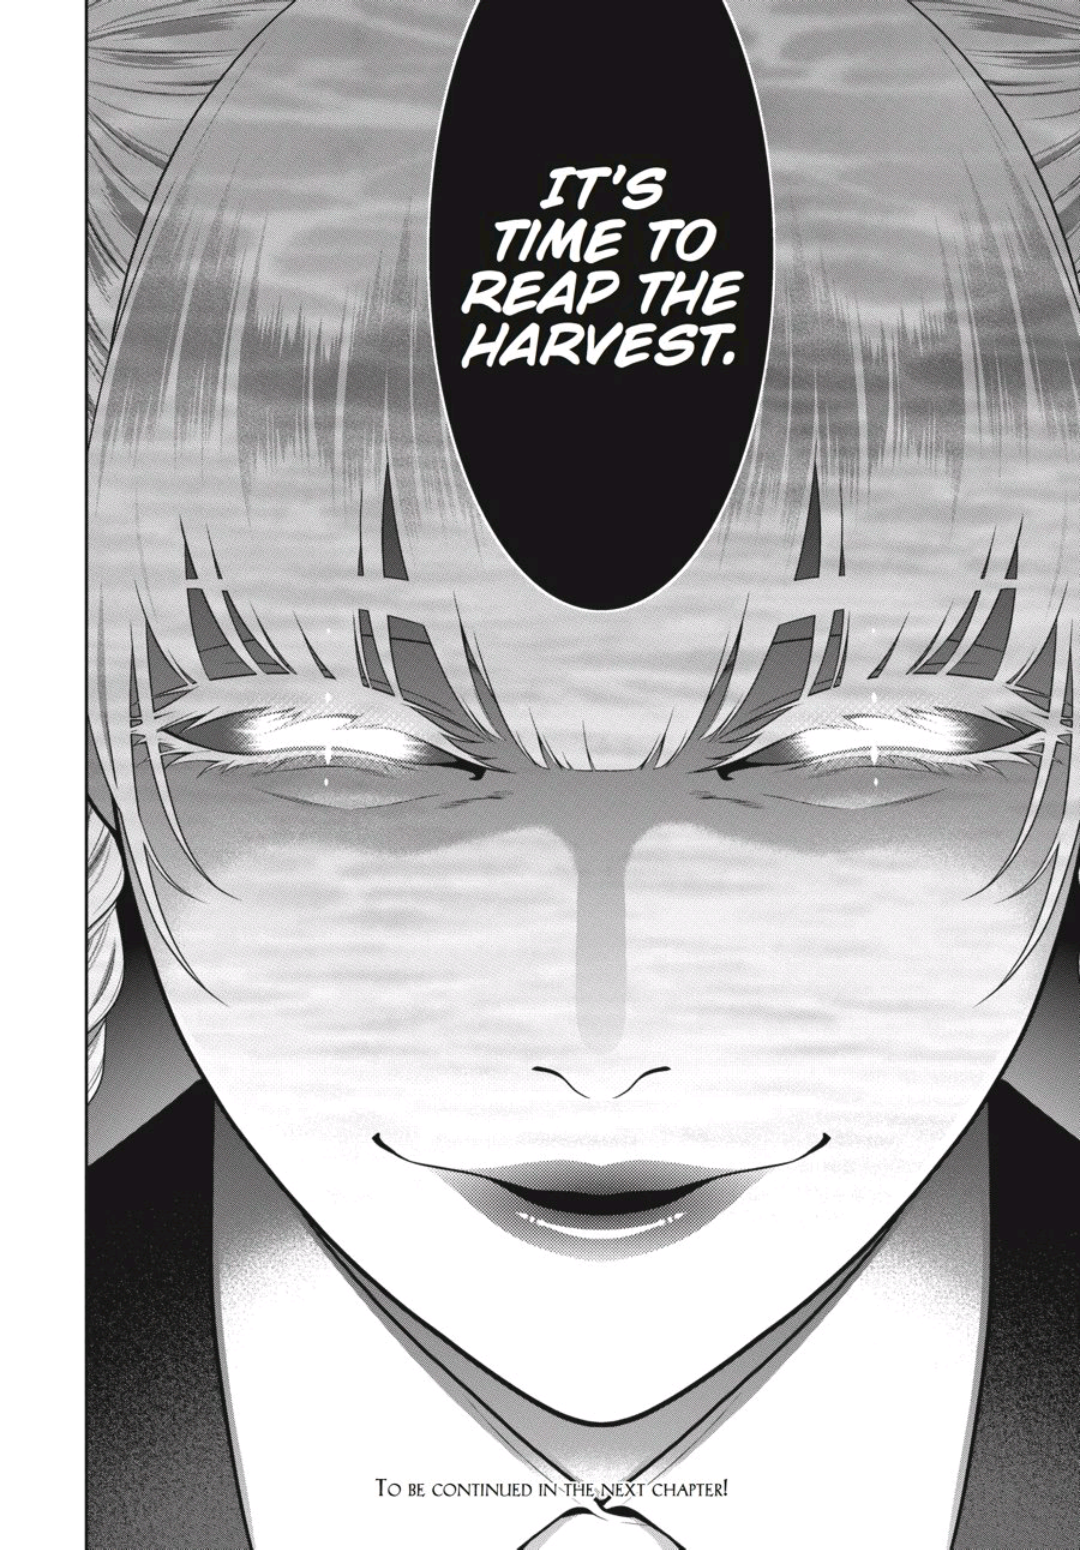 IT'S
TIME TO
REAP THE
HARVEST.
TO BE CONTINUED IN THE NEXT CHAPTER!